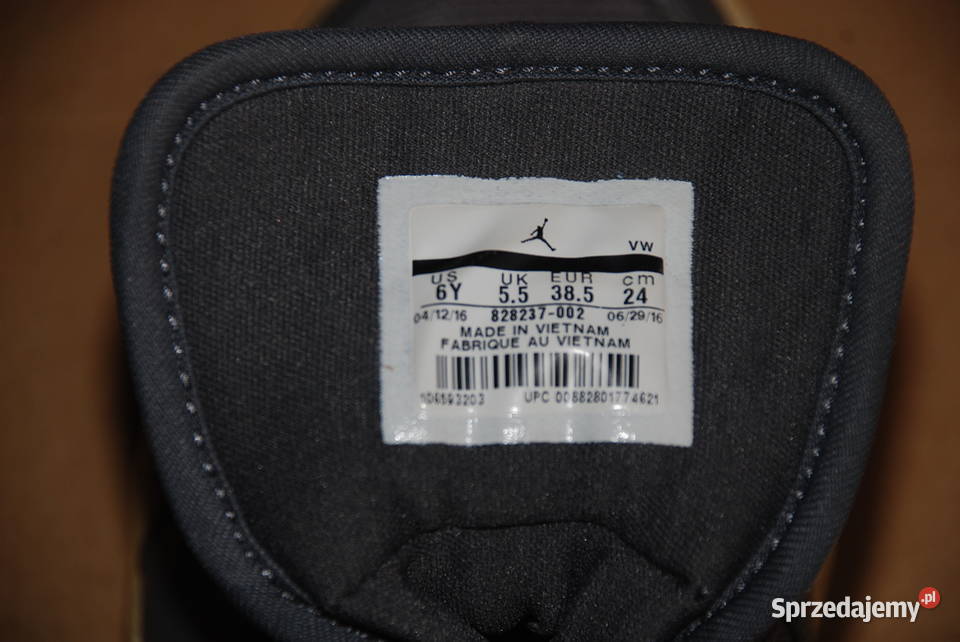 VW
US UK EUR cm
6Y 5.5 38.5 24
04/12/16 828237-002 06/29/16
MADE IN VIETNAM
FABRIQUE AU VIETNAM
UPC 00882801774621
Sprzedajemy.pl